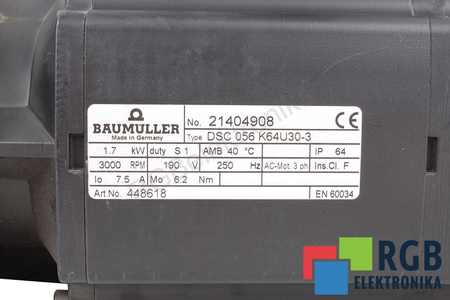 BAUMÜLLER
Made in Germany
No. 21404908
Type DSC 056 K64U30-3
CE
1.7 kW duty S 1 AMB 40 °C IP 64
3000 RPM 190 V 250 Hz AC-Mot. 3 ph Ins.Cl. F
Io 7.5 A Mo 6.2 Nm
Art.No. 448618 EN 60034
RGB
ELEKTRONIKA